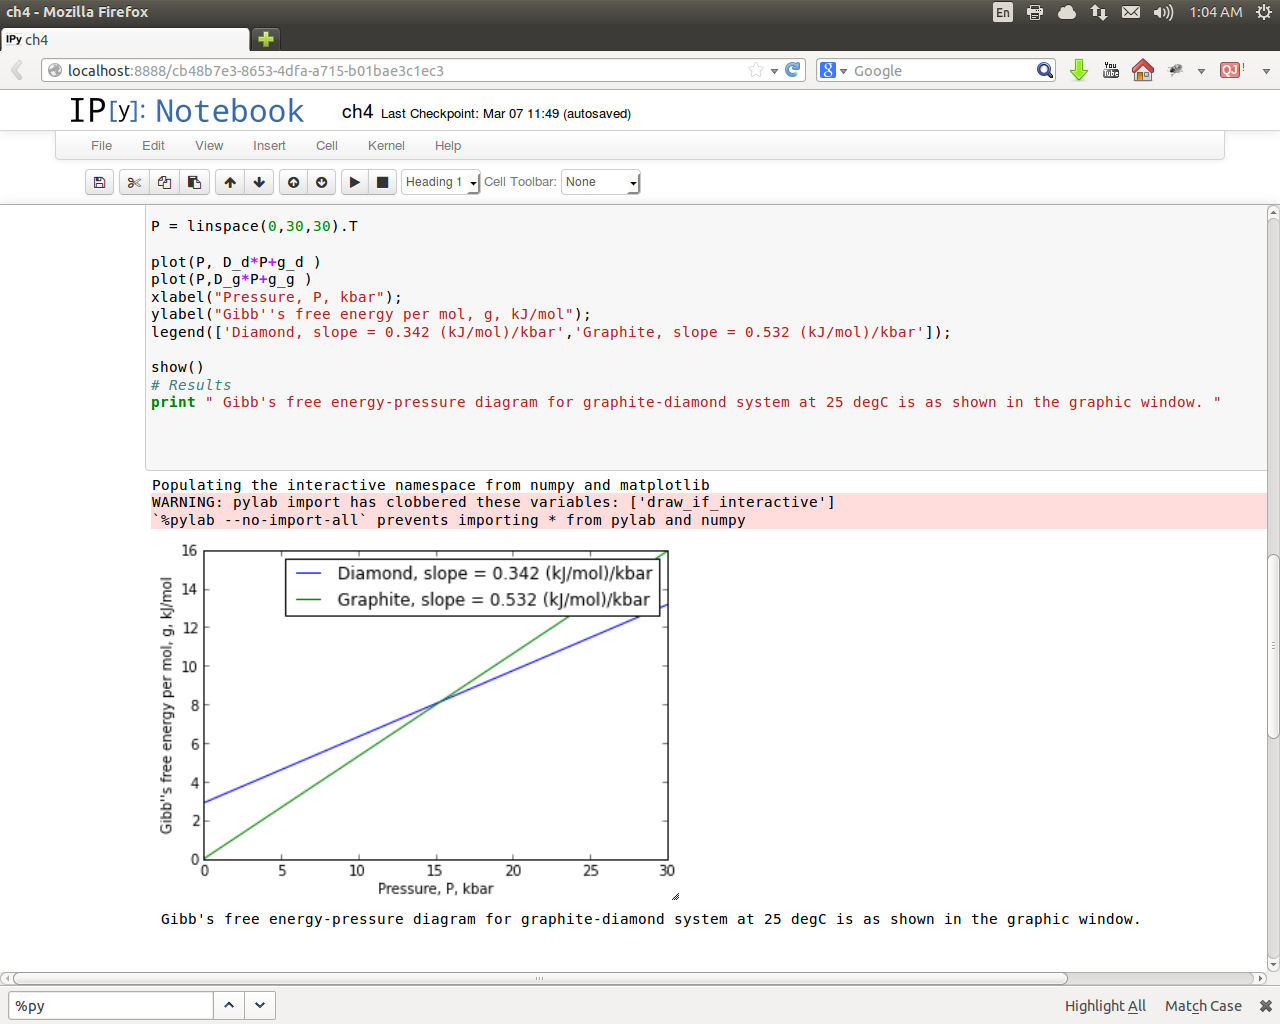 ch4 - Mozilla Firefox
En
1:04 AM
IPy ch4
localhost:8888/cb48b7e3-8653-4dfa-a715-b01bae3c1ec3
Google
You Tube
QJ !
IP[y]: Notebook
ch4 Last Checkpoint: Mar 07 11:49 (autosaved)
File Edit View Insert Cell Kernel Help
Heading 1 Cell Toolbar: None
P = linspace(0,30,30).T
plot(P, D_d*P+g_d )
plot(P,D_g*P+g_g )
xlabel("Pressure, P, kbar");
ylabel("Gibb''s free energy per mol, g, kJ/mol");
legend(['Diamond, slope = 0.342 (kJ/mol)/kbar','Graphite, slope = 0.532 (kJ/mol)/kbar']);
show()
# Results
print " Gibb's free energy-pressure diagram for graphite-diamond system at 25 degC is as shown in the graphic window. "
Populating the interactive namespace from numpy and matplotlib
WARNING: pylab import has clobbered these variables: ['draw_if_interactive']
`%pylab --no-import-all` prevents importing * from pylab and numpy
16
14
12
10
8
6
4
2
0
Gibb''s free energy per mol, g, kJ/mol
Diamond, slope = 0.342 (kJ/mol)/kbar
Graphite, slope = 0.532 (kJ/mol)/kbar
0 5 10 15 20 25 30
Pressure, P, kbar
Gibb's free energy-pressure diagram for graphite-diamond system at 25 degC is as shown in the graphic window.
%py
Highlight All Match Case